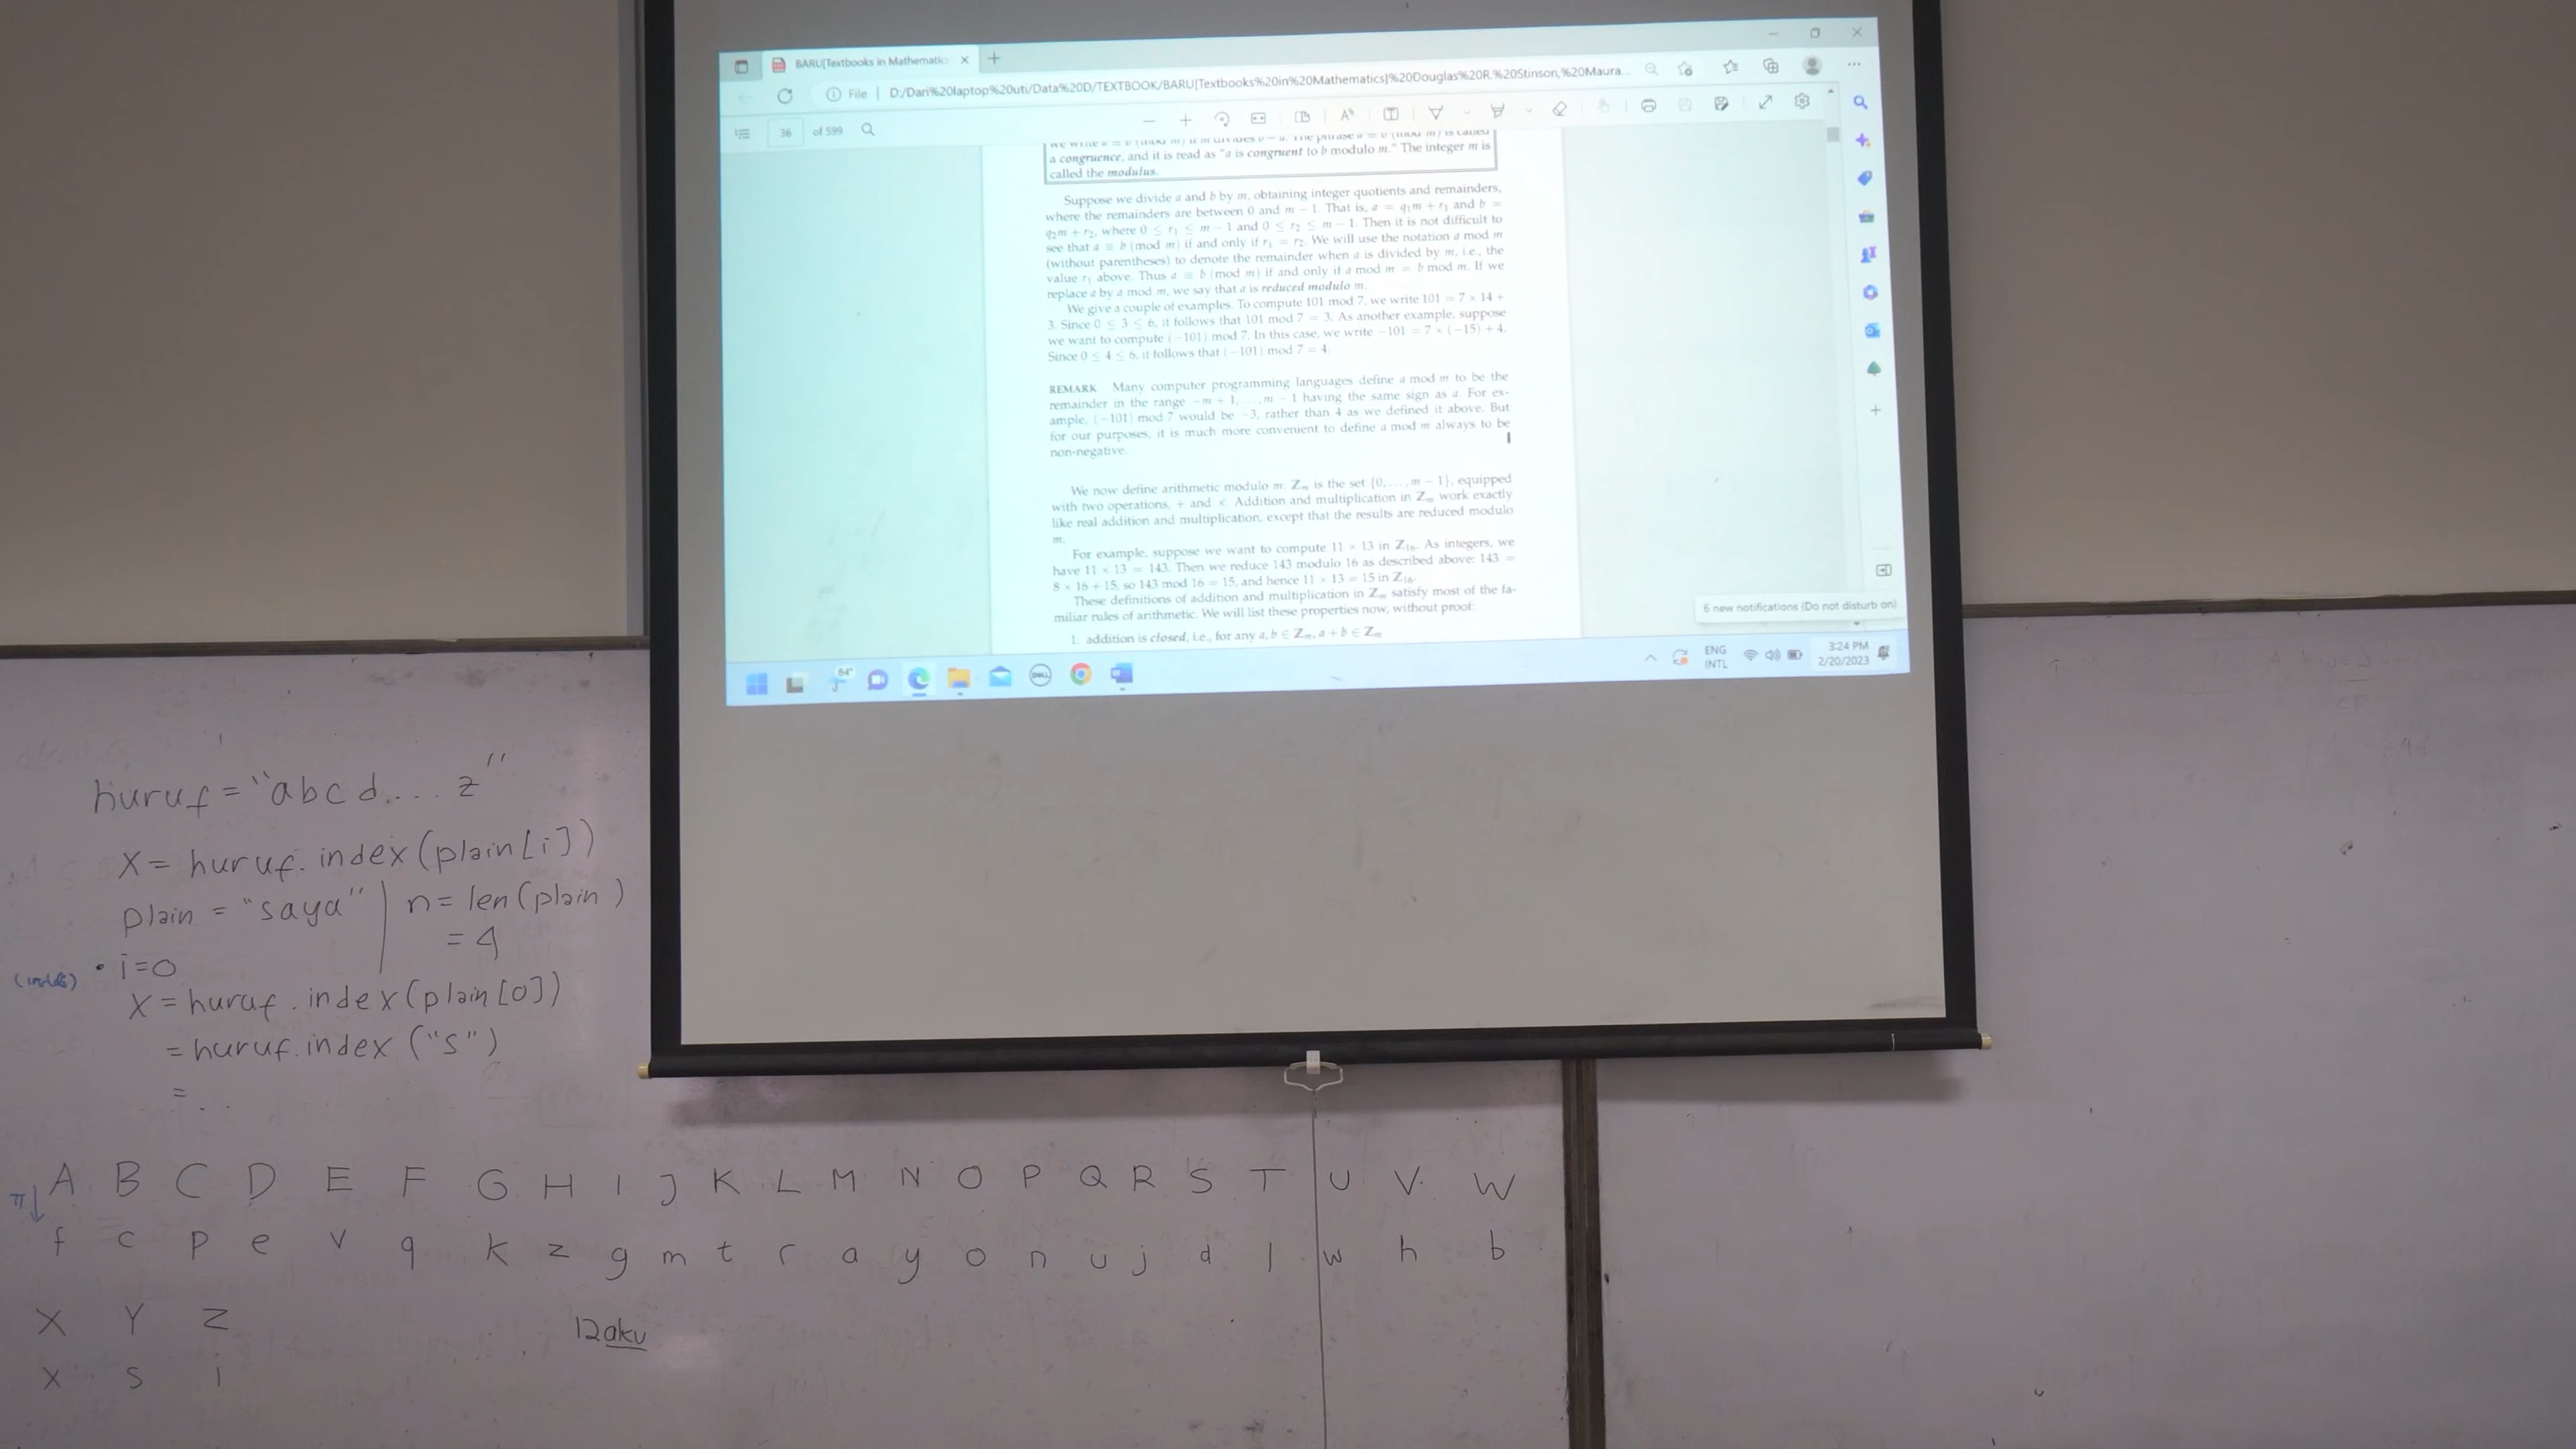 BARU[Textbooks in Mathematic
File | D:/Dari%20laptop%20uti/Data%20D/TEXTBOOK/BARU[Textbooks%20in%20Mathematics]%20Douglas%20R.%20Stinson,%20Maura...
36 of 599
we write a ≡ b (mod m) if m divides b − a. The phrase a ≡ b (mod m) is called
a congruence, and it is read as "a is congruent to b modulo m." The integer m is
called the modulus.
Suppose we divide a and b by m, obtaining integer quotients and remainders,
where the remainders are between 0 and m − 1. That is, a = q₁m + r₁ and b =
q₂m + r₂, where 0 ≤ r₁ ≤ m − 1 and 0 ≤ r₂ ≤ m − 1. Then it is not difficult to
see that a ≡ b (mod m) if and only if r₁ = r₂. We will use the notation a mod m
(without parentheses) to denote the remainder when a is divided by m, i.e., the
value r₁ above. Thus a ≡ b (mod m) if and only if a mod m = b mod m. If we
replace a by a mod m, we say that a is reduced modulo m.
We give a couple of examples. To compute 101 mod 7, we write 101 = 7 × 14 +
3. Since 0 ≤ 3 ≤ 6, it follows that 101 mod 7 = 3. As another example, suppose
we want to compute (−101) mod 7. In this case, we write −101 = 7 × (−15) + 4.
Since 0 ≤ 4 ≤ 6, it follows that (−101) mod 7 = 4.
REMARK Many computer programming languages define a mod m to be the
remainder in the range −m + 1, . . . , m − 1 having the same sign as a. For ex-
ample, (−101) mod 7 would be −3, rather than 4 as we defined it above. But
for our purposes, it is much more convenient to define a mod m always to be
non-negative.
We now define arithmetic modulo m: ℤₘ is the set {0, . . . , m − 1}, equipped
with two operations, + and ×. Addition and multiplication in ℤₘ work exactly
like real addition and multiplication, except that the results are reduced modulo
m.
For example, suppose we want to compute 11 × 13 in ℤ₁₆. As integers, we
have 11 × 13 = 143. Then we reduce 143 modulo 16 as described above: 143 =
8 × 16 + 15, so 143 mod 16 = 15, and hence 11 × 13 = 15 in ℤ₁₆.
These definitions of addition and multiplication in ℤₘ satisfy most of the fa-
miliar rules of arithmetic. We will list these properties now, without proof:
1. addition is closed, i.e., for any a, b ∈ ℤₘ, a + b ∈ ℤₘ
6 new notifications (Do not disturb on)
84°
DELL
ENG
INTL
3:24 PM
2/20/2023
huruf = "abcd.... z"
X = huruf.index(plain[i])
plain = "saya" | n = len(plain)
= 4
• i=0
X = huruf.index(plain[0])
= huruf.index("s")
= ..
π↓ A B C D E F G H I J K L M N O P Q R S T U V W
f c p e v q k z g m t r a y o n u j d l w h b
X Y Z
x s i
12aku